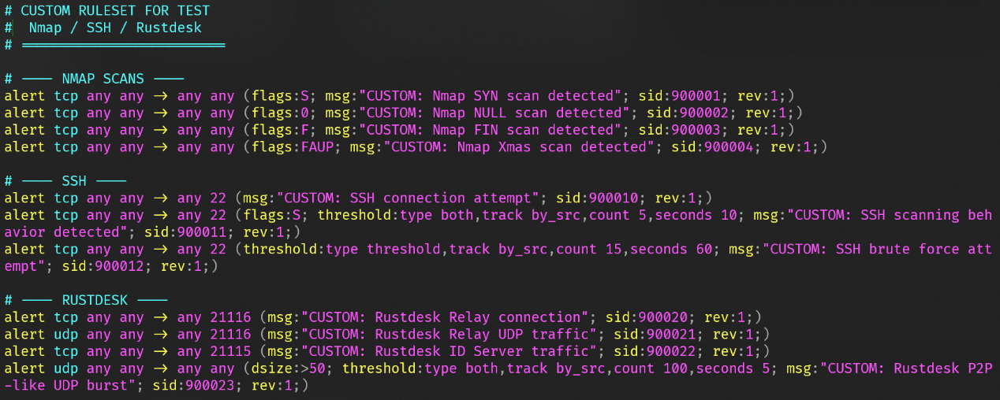 # CUSTOM RULESET FOR TEST
#  Nmap / SSH / Rustdesk
# =========================
# ---- NMAP SCANS ----
alert tcp any any -> any any (flags:S; msg:"CUSTOM: Nmap SYN scan detected"; sid:900001; rev:1;)
alert tcp any any -> any any (flags:0; msg:"CUSTOM: Nmap NULL scan detected"; sid:900002; rev:1;)
alert tcp any any -> any any (flags:F; msg:"CUSTOM: Nmap FIN scan detected"; sid:900003; rev:1;)
alert tcp any any -> any any (flags:FAUP; msg:"CUSTOM: Nmap Xmas scan detected"; sid:900004; rev:1;)
# ---- SSH ----
alert tcp any any -> any 22 (msg:"CUSTOM: SSH connection attempt"; sid:900010; rev:1;)
alert tcp any any -> any 22 (flags:S; threshold:type both,track by_src,count 5,seconds 10; msg:"CUSTOM: SSH scanning beh
avior detected"; sid:900011; rev:1;)
alert tcp any any -> any 22 (threshold:type threshold,track by_src,count 15,seconds 60; msg:"CUSTOM: SSH brute force att
empt"; sid:900012; rev:1;)
# ---- RUSTDESK ----
alert tcp any any -> any 21116 (msg:"CUSTOM: Rustdesk Relay connection"; sid:900020; rev:1;)
alert udp any any -> any 21116 (msg:"CUSTOM: Rustdesk Relay UDP traffic"; sid:900021; rev:1;)
alert tcp any any -> any 21115 (msg:"CUSTOM: Rustdesk ID Server traffic"; sid:900022; rev:1;)
alert udp any any -> any any (dsize:>50; threshold:type both,track by_src,count 100,seconds 5; msg:"CUSTOM: Rustdesk P2P
-like UDP burst"; sid:900023; rev:1;)